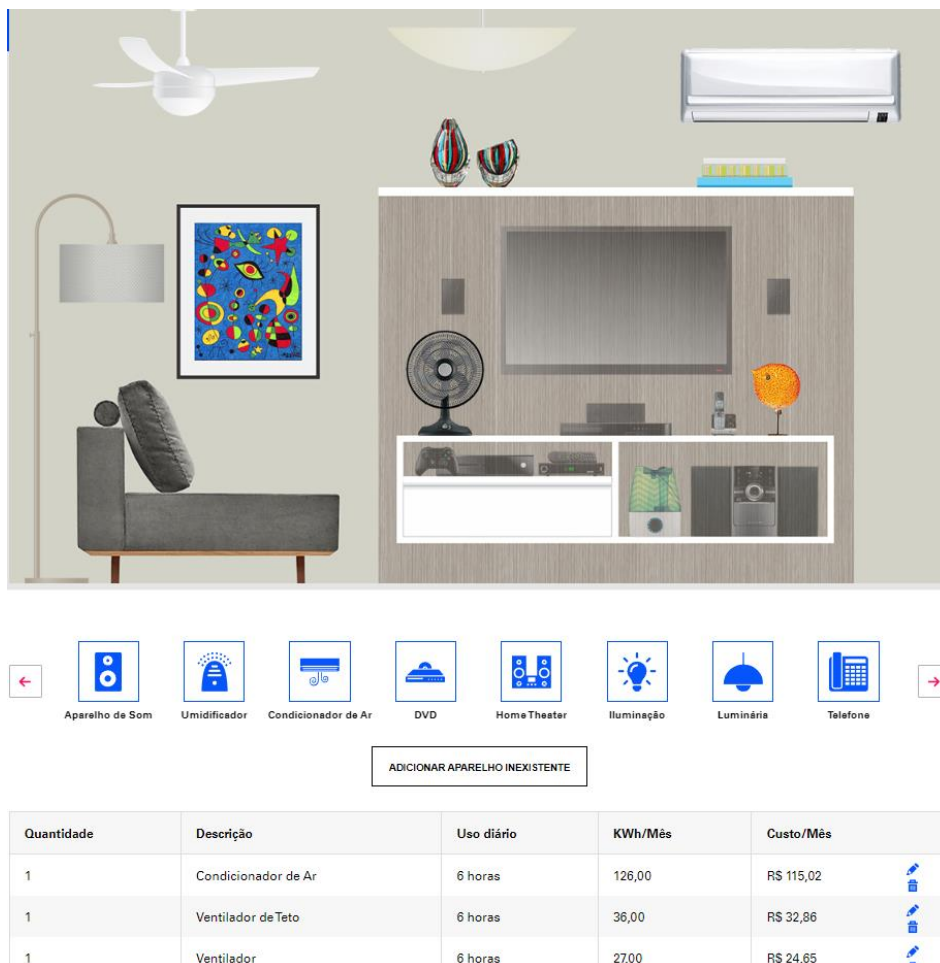 Aparelho de Som Umidificador Condicionador de Ar DVD Home Theater Iluminação Luminária Telefone
ADICIONAR APARELHO INEXISTENTE
Quantidade Descrição Uso diário KWh/Mês Custo/Mês
1 Condicionador de Ar 6 horas 126,00 R$ 115,02
1 Ventilador de Teto 6 horas 36,00 R$ 32,86
1 Ventilador 6 horas 27,00 R$ 24,65